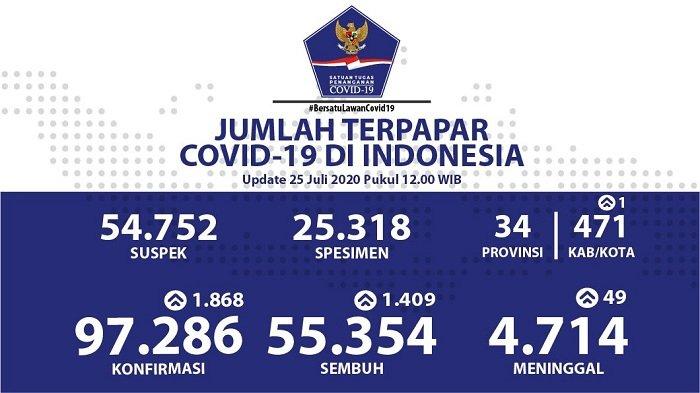 SATUAN TUGAS
PENANGANAN
COVID-19
#BersatuLawanCovid19
JUMLAH TERPAPAR
COVID-19 DI INDONESIA
Update 25 Juli 2020 Pukul 12.00 WIB
54.752
SUSPEK
25.318
SPESIMEN
34
PROVINSI
1
471
KAB/KOTA
1.868
97.286
KONFIRMASI
1.409
55.354
SEMBUH
49
4.714
MENINGGAL